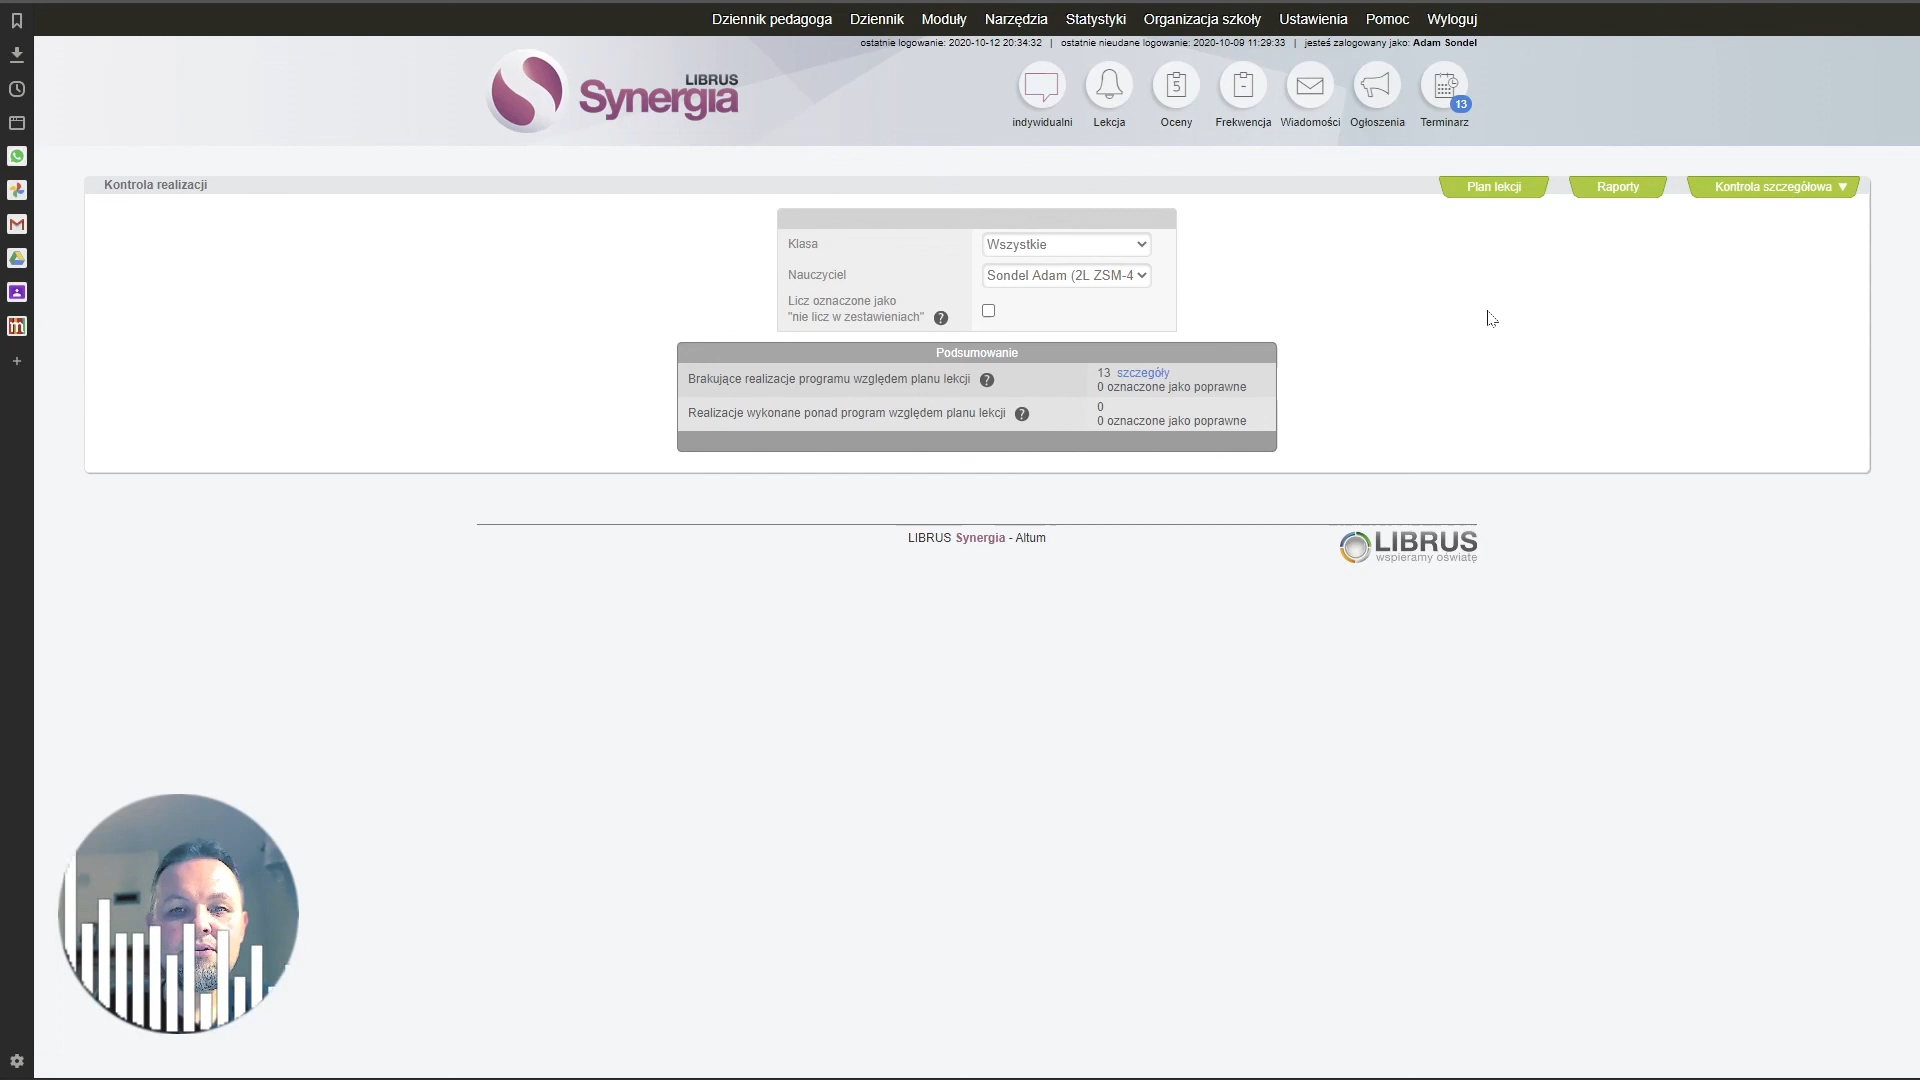 Dziennik pedagoga Dziennik Moduły Narzędzia Statystyki Organizacja szkoły Ustawienia Pomoc Wyloguj
ostatnie logowanie: 2020-10-12 20:34:32 | ostatnie nieudane logowanie: 2020-10-09 11:29:33 | jesteś zalogowany jako: Adam Sondel
LIBRUS
Synergia
5
13
indywidualni Lekcja Oceny Frekwencja Wiadomości Ogłoszenia Terminarz
Kontrola realizacji
Plan lekcji Raporty Kontrola szczegółowa ▼
Klasa Wszystkie
Nauczyciel Sondel Adam (2L ZSM-4
Licz oznaczone jako
"nie licz w zestawieniach" ?
Podsumowanie
Brakujące realizacje programu względem planu lekcji ? 13 szczegóły
0 oznaczone jako poprawne
Realizacje wykonane ponad program względem planu lekcji ? 0
0 oznaczone jako poprawne
LIBRUS Synergia - Altum
LIBRUS
wspieramy oświatę